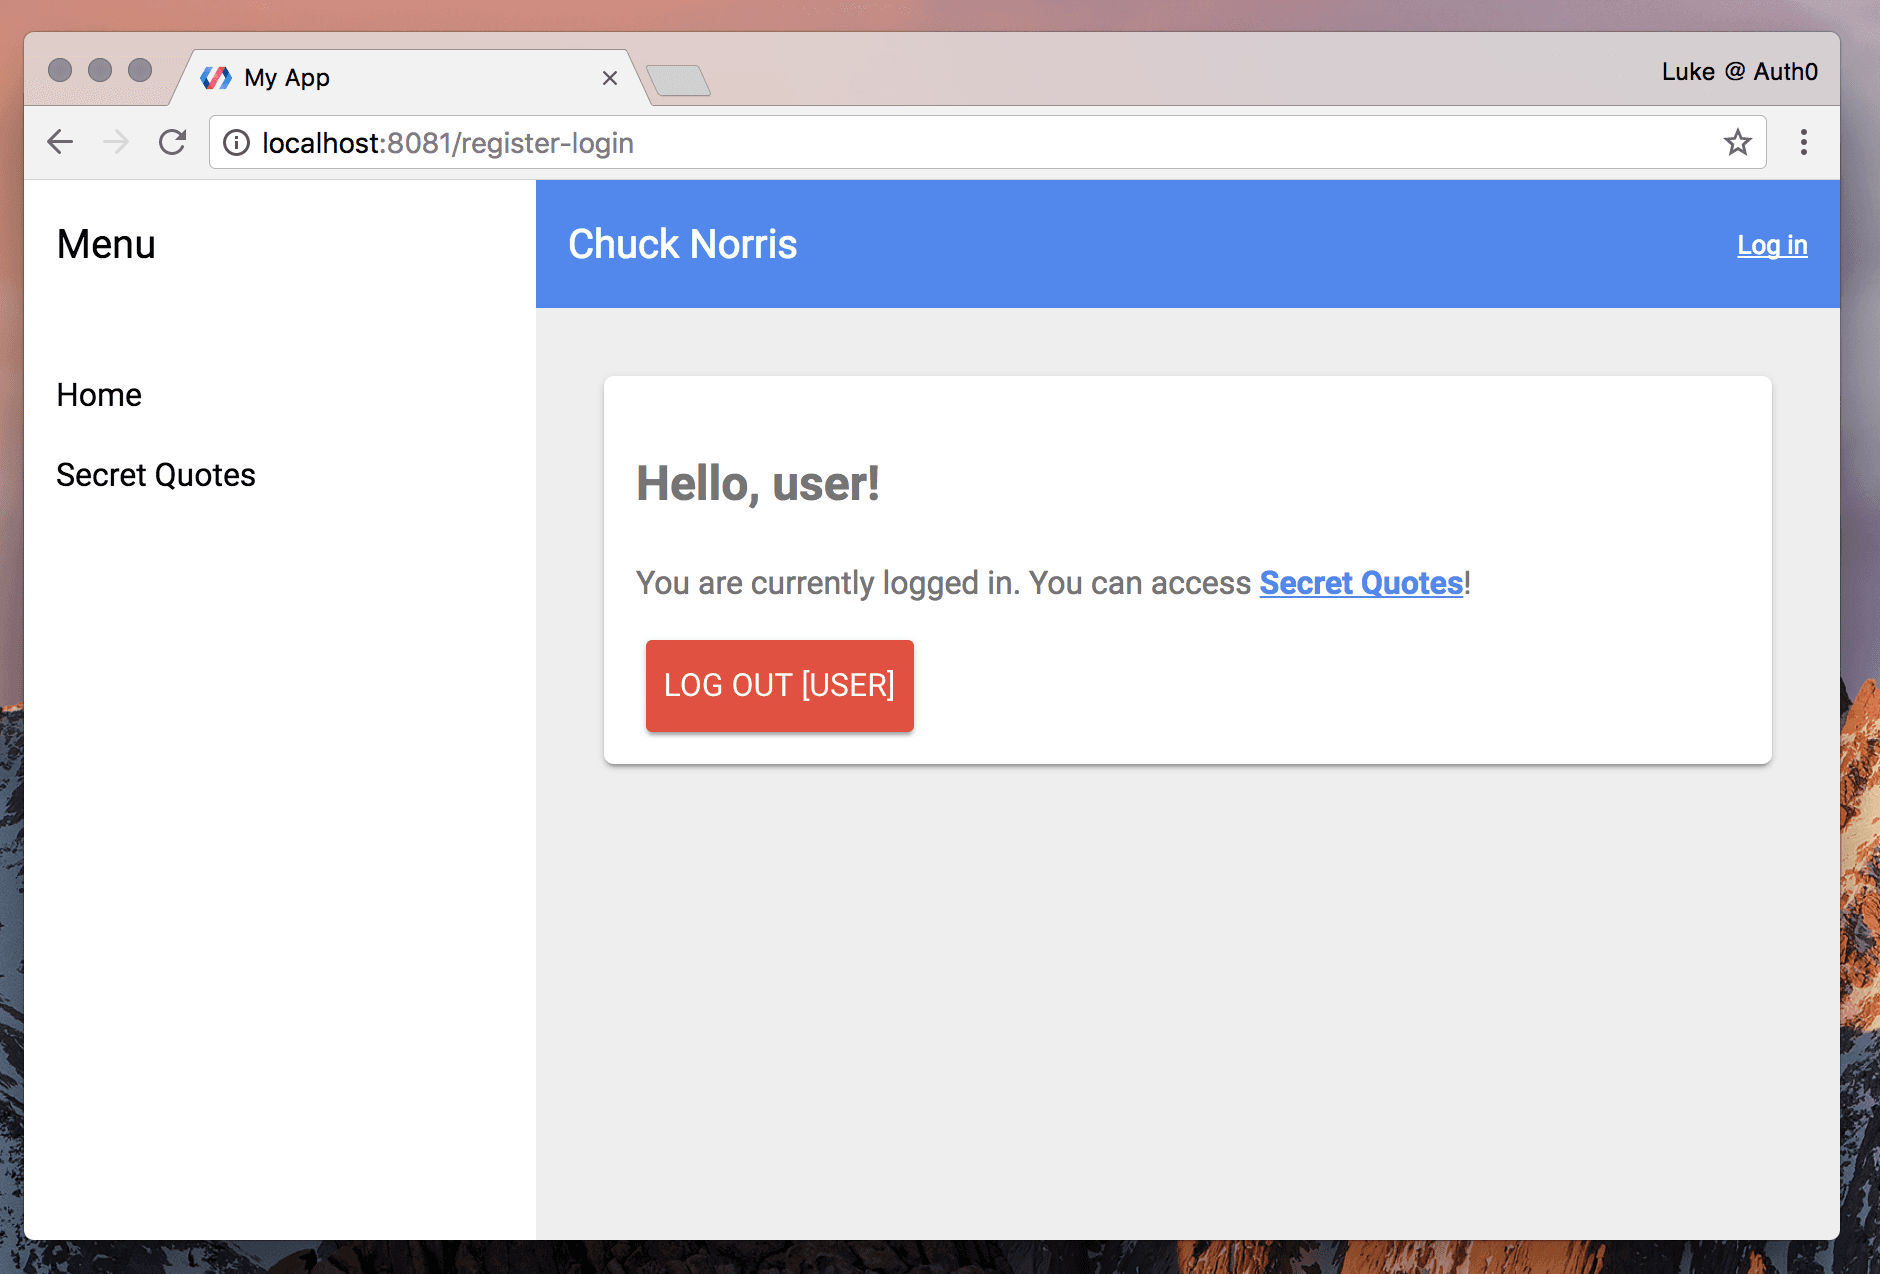 My App
Luke @ Auth0
localhost:8081/register-login
Menu
Chuck Norris
Log in
Home
Secret Quotes
Hello, user!
You are currently logged in. You can access Secret Quotes!
LOG OUT [USER]